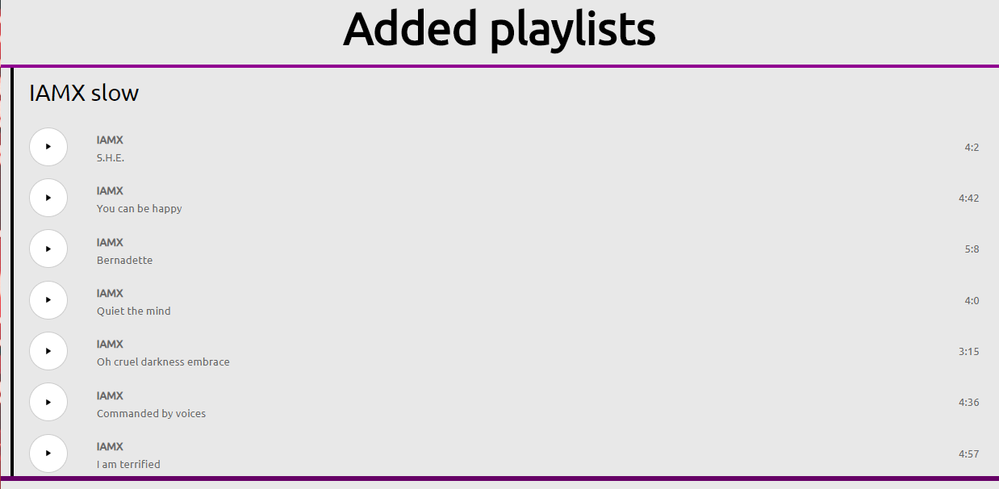 Added playlists
IAMX slow
IAMX
S.H.E.
4:2
IAMX
You can be happy
4:42
IAMX
Bernadette
5:8
IAMX
Quiet the mind
4:0
IAMX
Oh cruel darkness embrace
3:15
IAMX
Commanded by voices
4:36
IAMX
I am terrified
4:57